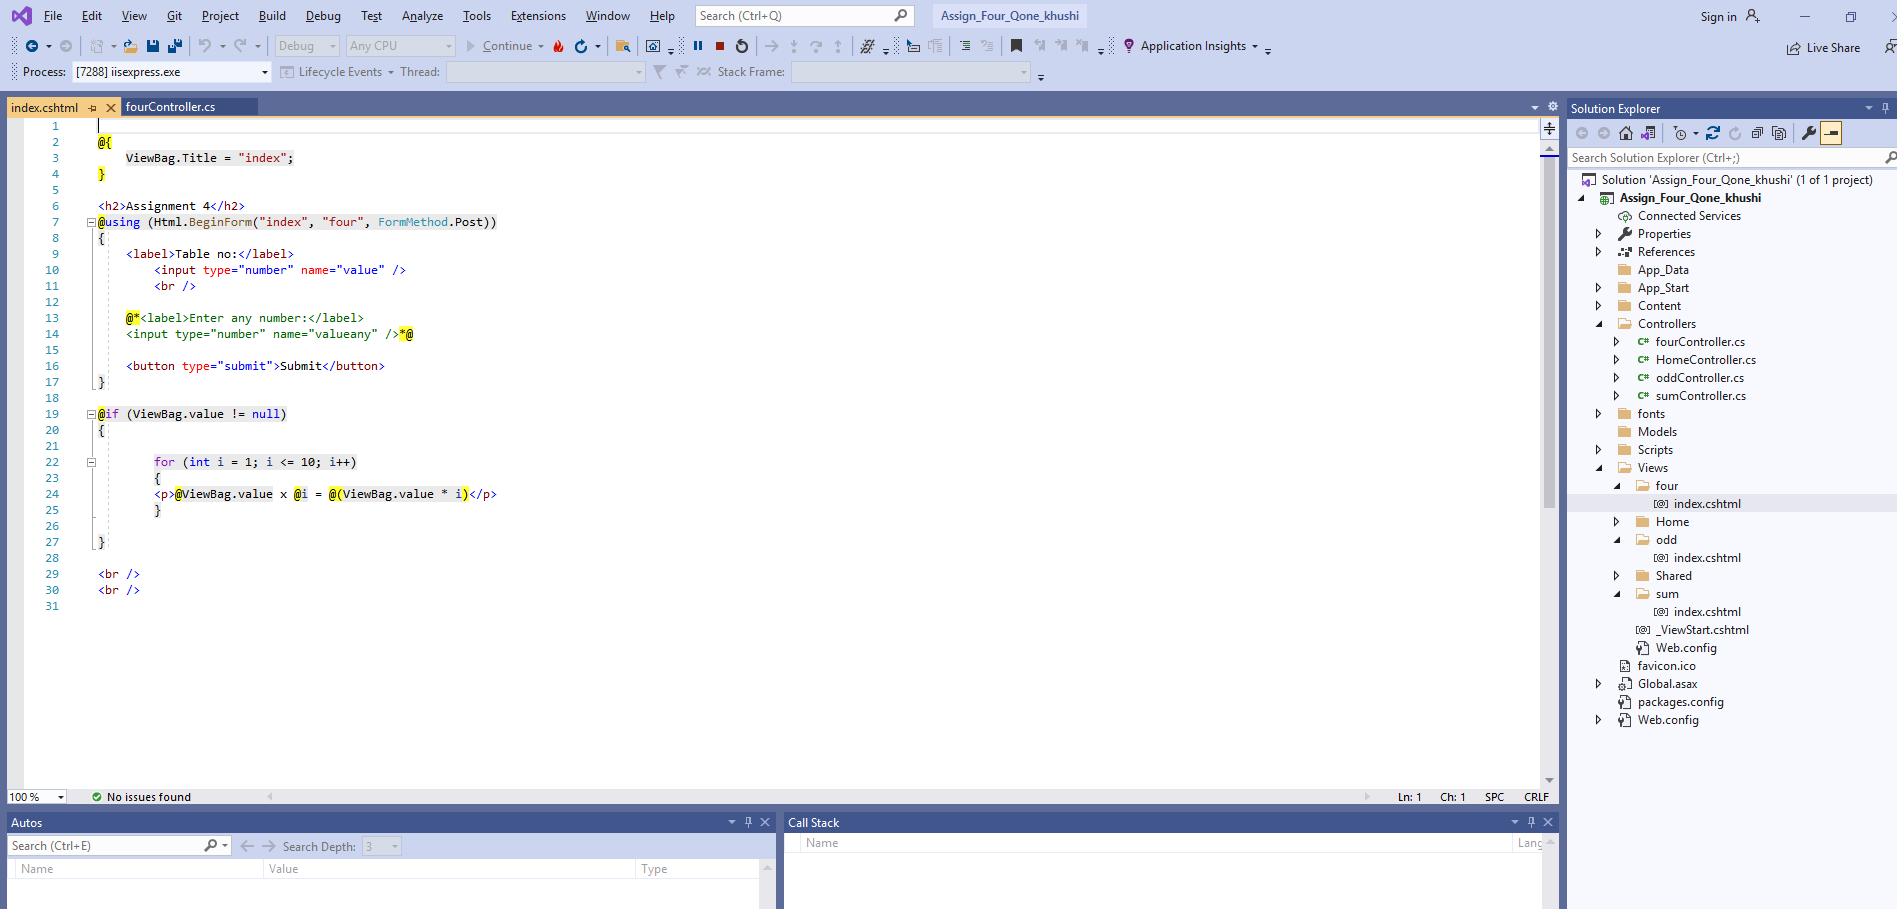 File Edit View Git Project Build Debug Test Analyze Tools Extensions Window Help Search (Ctrl+Q) Assign_Four_Qone_khushi Sign in
Debug Any CPU Continue Application Insights Live Share
Process: [7288] iisexpress.exe Lifecycle Events Thread: Stack Frame:
index.cshtml fourController.cs
1
2 @{
3 ViewBag.Title = "index";
4 }
5
6 <h2>Assignment 4</h2>
7 @using (Html.BeginForm("index", "four", FormMethod.Post))
8 {
9 <label>Table no:</label>
10 <input type="number" name="value" />
11 <br />
12
13 @*<label>Enter any number:</label>
14 <input type="number" name="valueany" />*@
15
16 <button type="submit">Submit</button>
17 }
18
19 @if (ViewBag.value != null)
20 {
21
22 for (int i = 1; i <= 10; i++)
23 {
24 <p>@ViewBag.value x @i = @(ViewBag.value * i)</p>
25 }
26
27 }
28
29 <br />
30 <br />
31
100 % No issues found Ln: 1 Ch: 1 SPC CRLF
Autos
Search (Ctrl+E) Search Depth: 3
Name Value Type
Call Stack
Name Lang
Solution Explorer
Search Solution Explorer (Ctrl+;)
Solution 'Assign_Four_Qone_khushi' (1 of 1 project)
Assign_Four_Qone_khushi
Connected Services
Properties
References
App_Data
App_Start
Content
Controllers
C# fourController.cs
C# HomeController.cs
C# oddController.cs
C# sumController.cs
fonts
Models
Scripts
Views
four
[@] index.cshtml
Home
odd
[@] index.cshtml
Shared
sum
[@] index.cshtml
[@] _ViewStart.cshtml
Web.config
favicon.ico
Global.asax
packages.config
Web.config